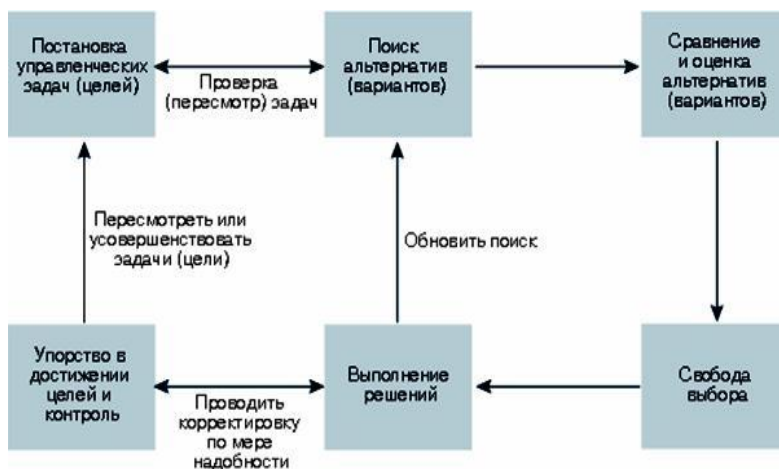 Постановка
управленческих
задач (целей)
Проверка
(пересмотр) задач
Поиск
альтернатив
(вариантов)
Сравнение
и оценка
альтернатив
(вариантов)
Пересмотреть или
усовершенствовать
задачи (цели)
Обновить поиск
Упорство в
достижении
целей и
контроль
Проводить
корректировку
по мере
надобности
Выполнение
решений
Свобода
выбора